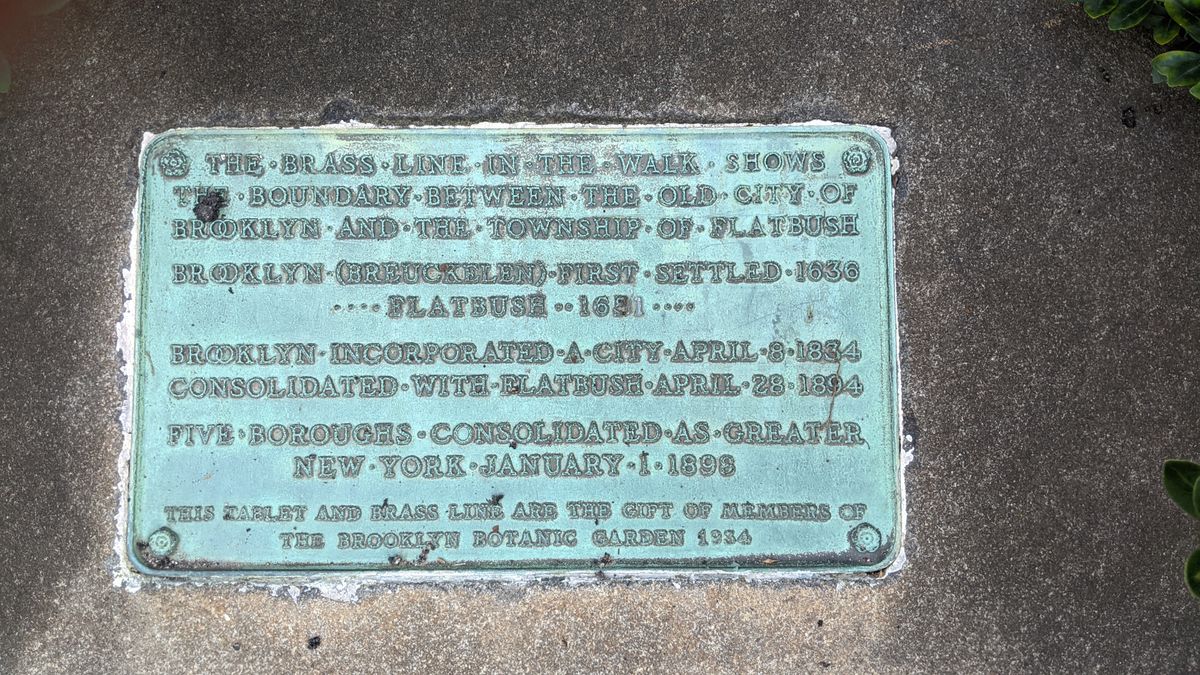 THE·BRASS·LINE·IN·THE·WALK·SHOWS
THE·BOUNDARY·BETWEEN·THE·OLD·CITY·OF
BROOKLYN·AND·THE·TOWNSHIP·OF·FLATBUSH
BROOKLYN·(BREUCKELEN)·FIRST·SETTLED·1636
····FLATBUSH··1651····
BROOKLYN·INCORPORATED·A·CITY·APRIL·8·1834
CONSOLIDATED·WITH·FLATBUSH·APRIL·28·1894
FIVE·BOROUGHS·CONSOLIDATED·AS·GREATER
NEW·YORK·JANUARY·1·1898
THIS TABLET AND BRASS LINE ARE THE GIFT OF MEMBERS OF
THE BROOKLYN BOTANIC GARDEN 1934